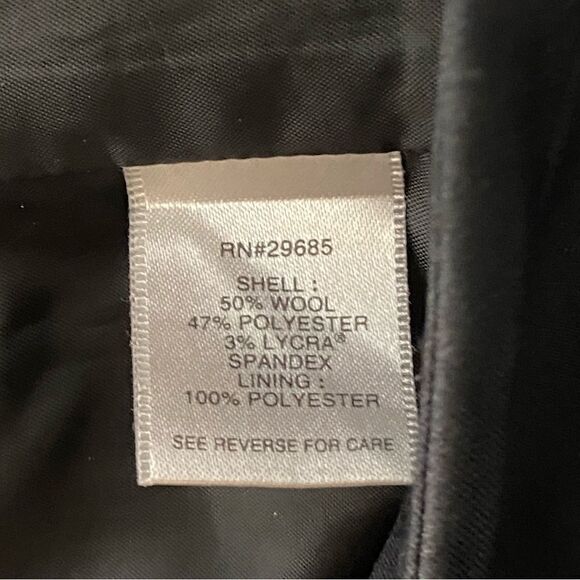 RN#29685
SHELL :
50% WOOL
47% POLYESTER
3% LYCRA®
SPANDEX
LINING :
100% POLYESTER
SEE REVERSE FOR CARE